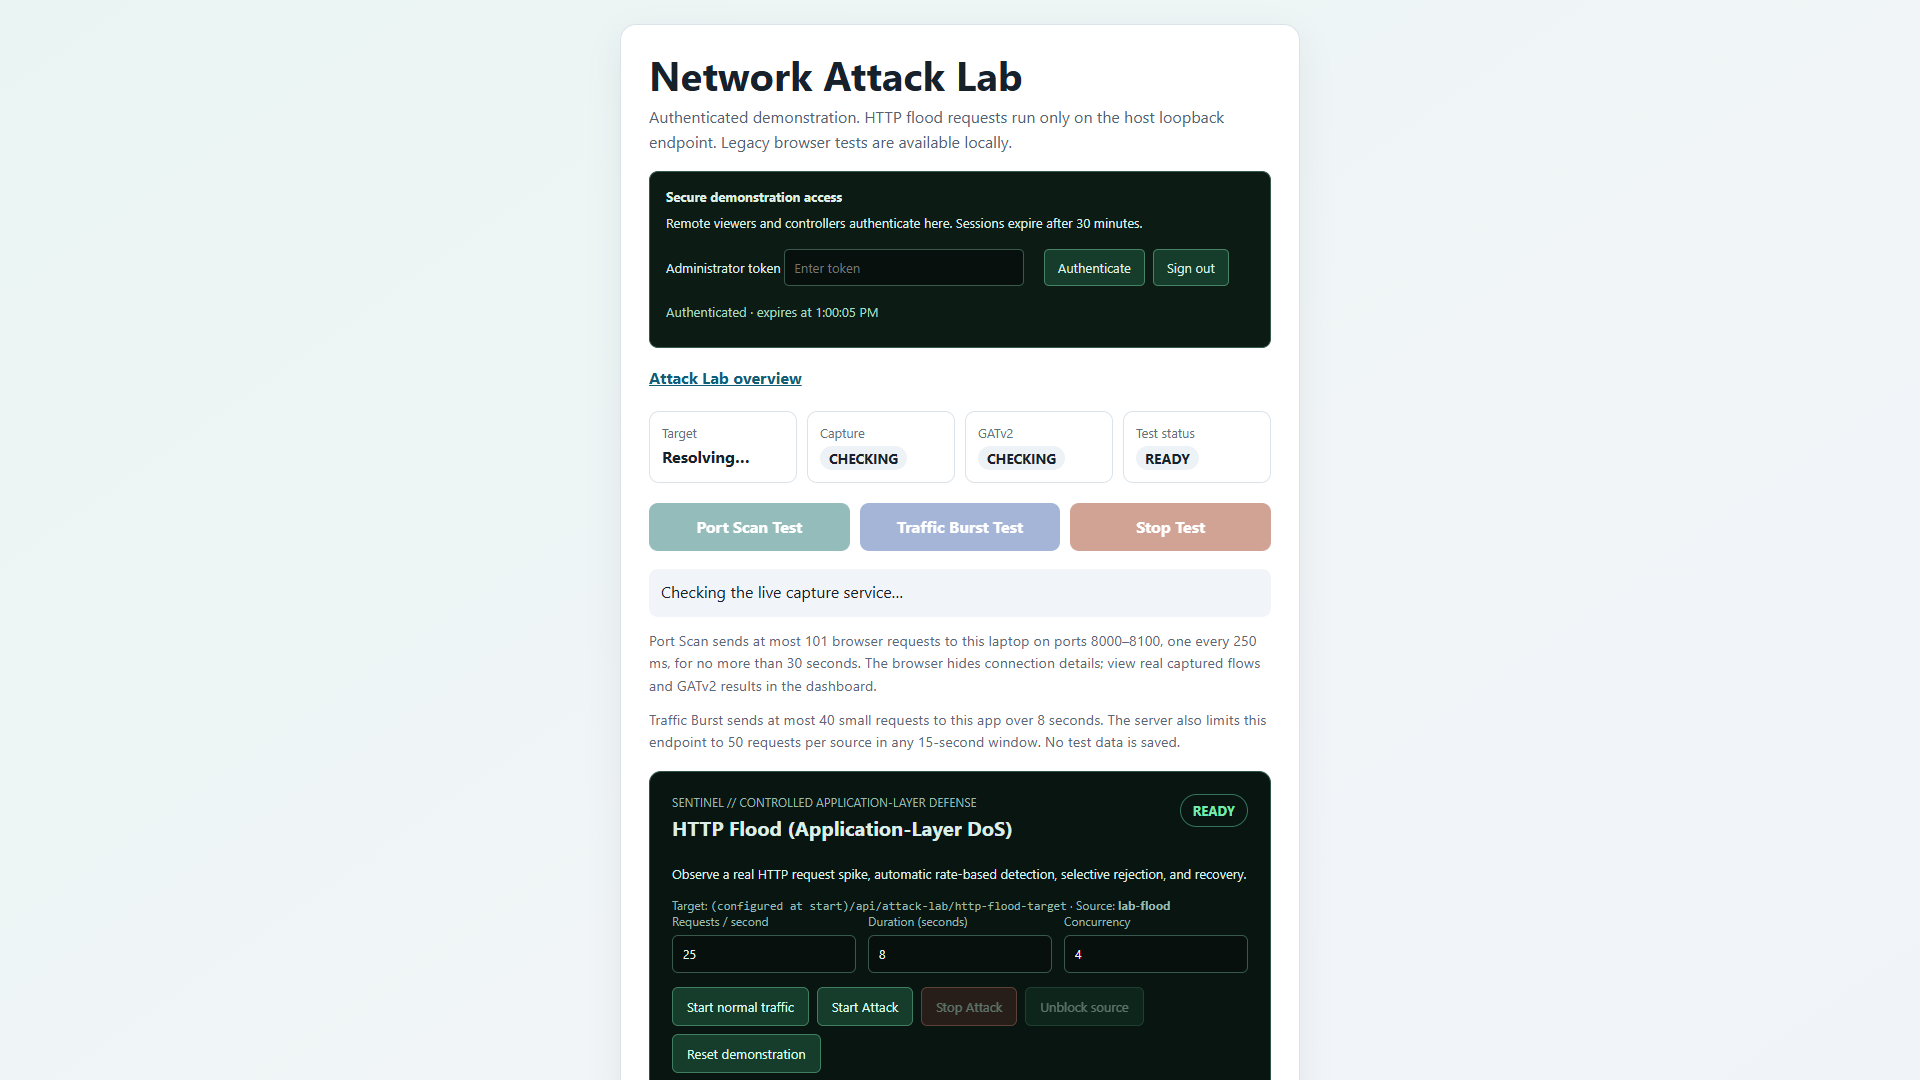 Network Attack Lab
Authenticated demonstration. HTTP flood requests run only on the host loopback
endpoint. Legacy browser tests are available locally.
Secure demonstration access
Remote viewers and controllers authenticate here. Sessions expire after 30 minutes.
Administrator token Enter token Authenticate Sign out
Authenticated · expires at 1:00:05 PM
Attack Lab overview
Target Capture GATv2 Test status
Resolving... CHECKING CHECKING READY
Port Scan Test Traffic Burst Test Stop Test
Checking the live capture service...
Port Scan sends at most 101 browser requests to this laptop on ports 8000–8100, one every 250
ms, for no more than 30 seconds. The browser hides connection details; view real captured flows
and GATv2 results in the dashboard.
Traffic Burst sends at most 40 small requests to this app over 8 seconds. The server also limits this
endpoint to 50 requests per source in any 15-second window. No test data is saved.
SENTINEL // CONTROLLED APPLICATION-LAYER DEFENSE
READY
HTTP Flood (Application-Layer DoS)
Observe a real HTTP request spike, automatic rate-based detection, selective rejection, and recovery.
Target: (configured at start)/api/attack-lab/http-flood-target · Source: lab-flood
Requests / second Duration (seconds) Concurrency
25 8 4
Start normal traffic Start Attack Stop Attack Unblock source
Reset demonstration